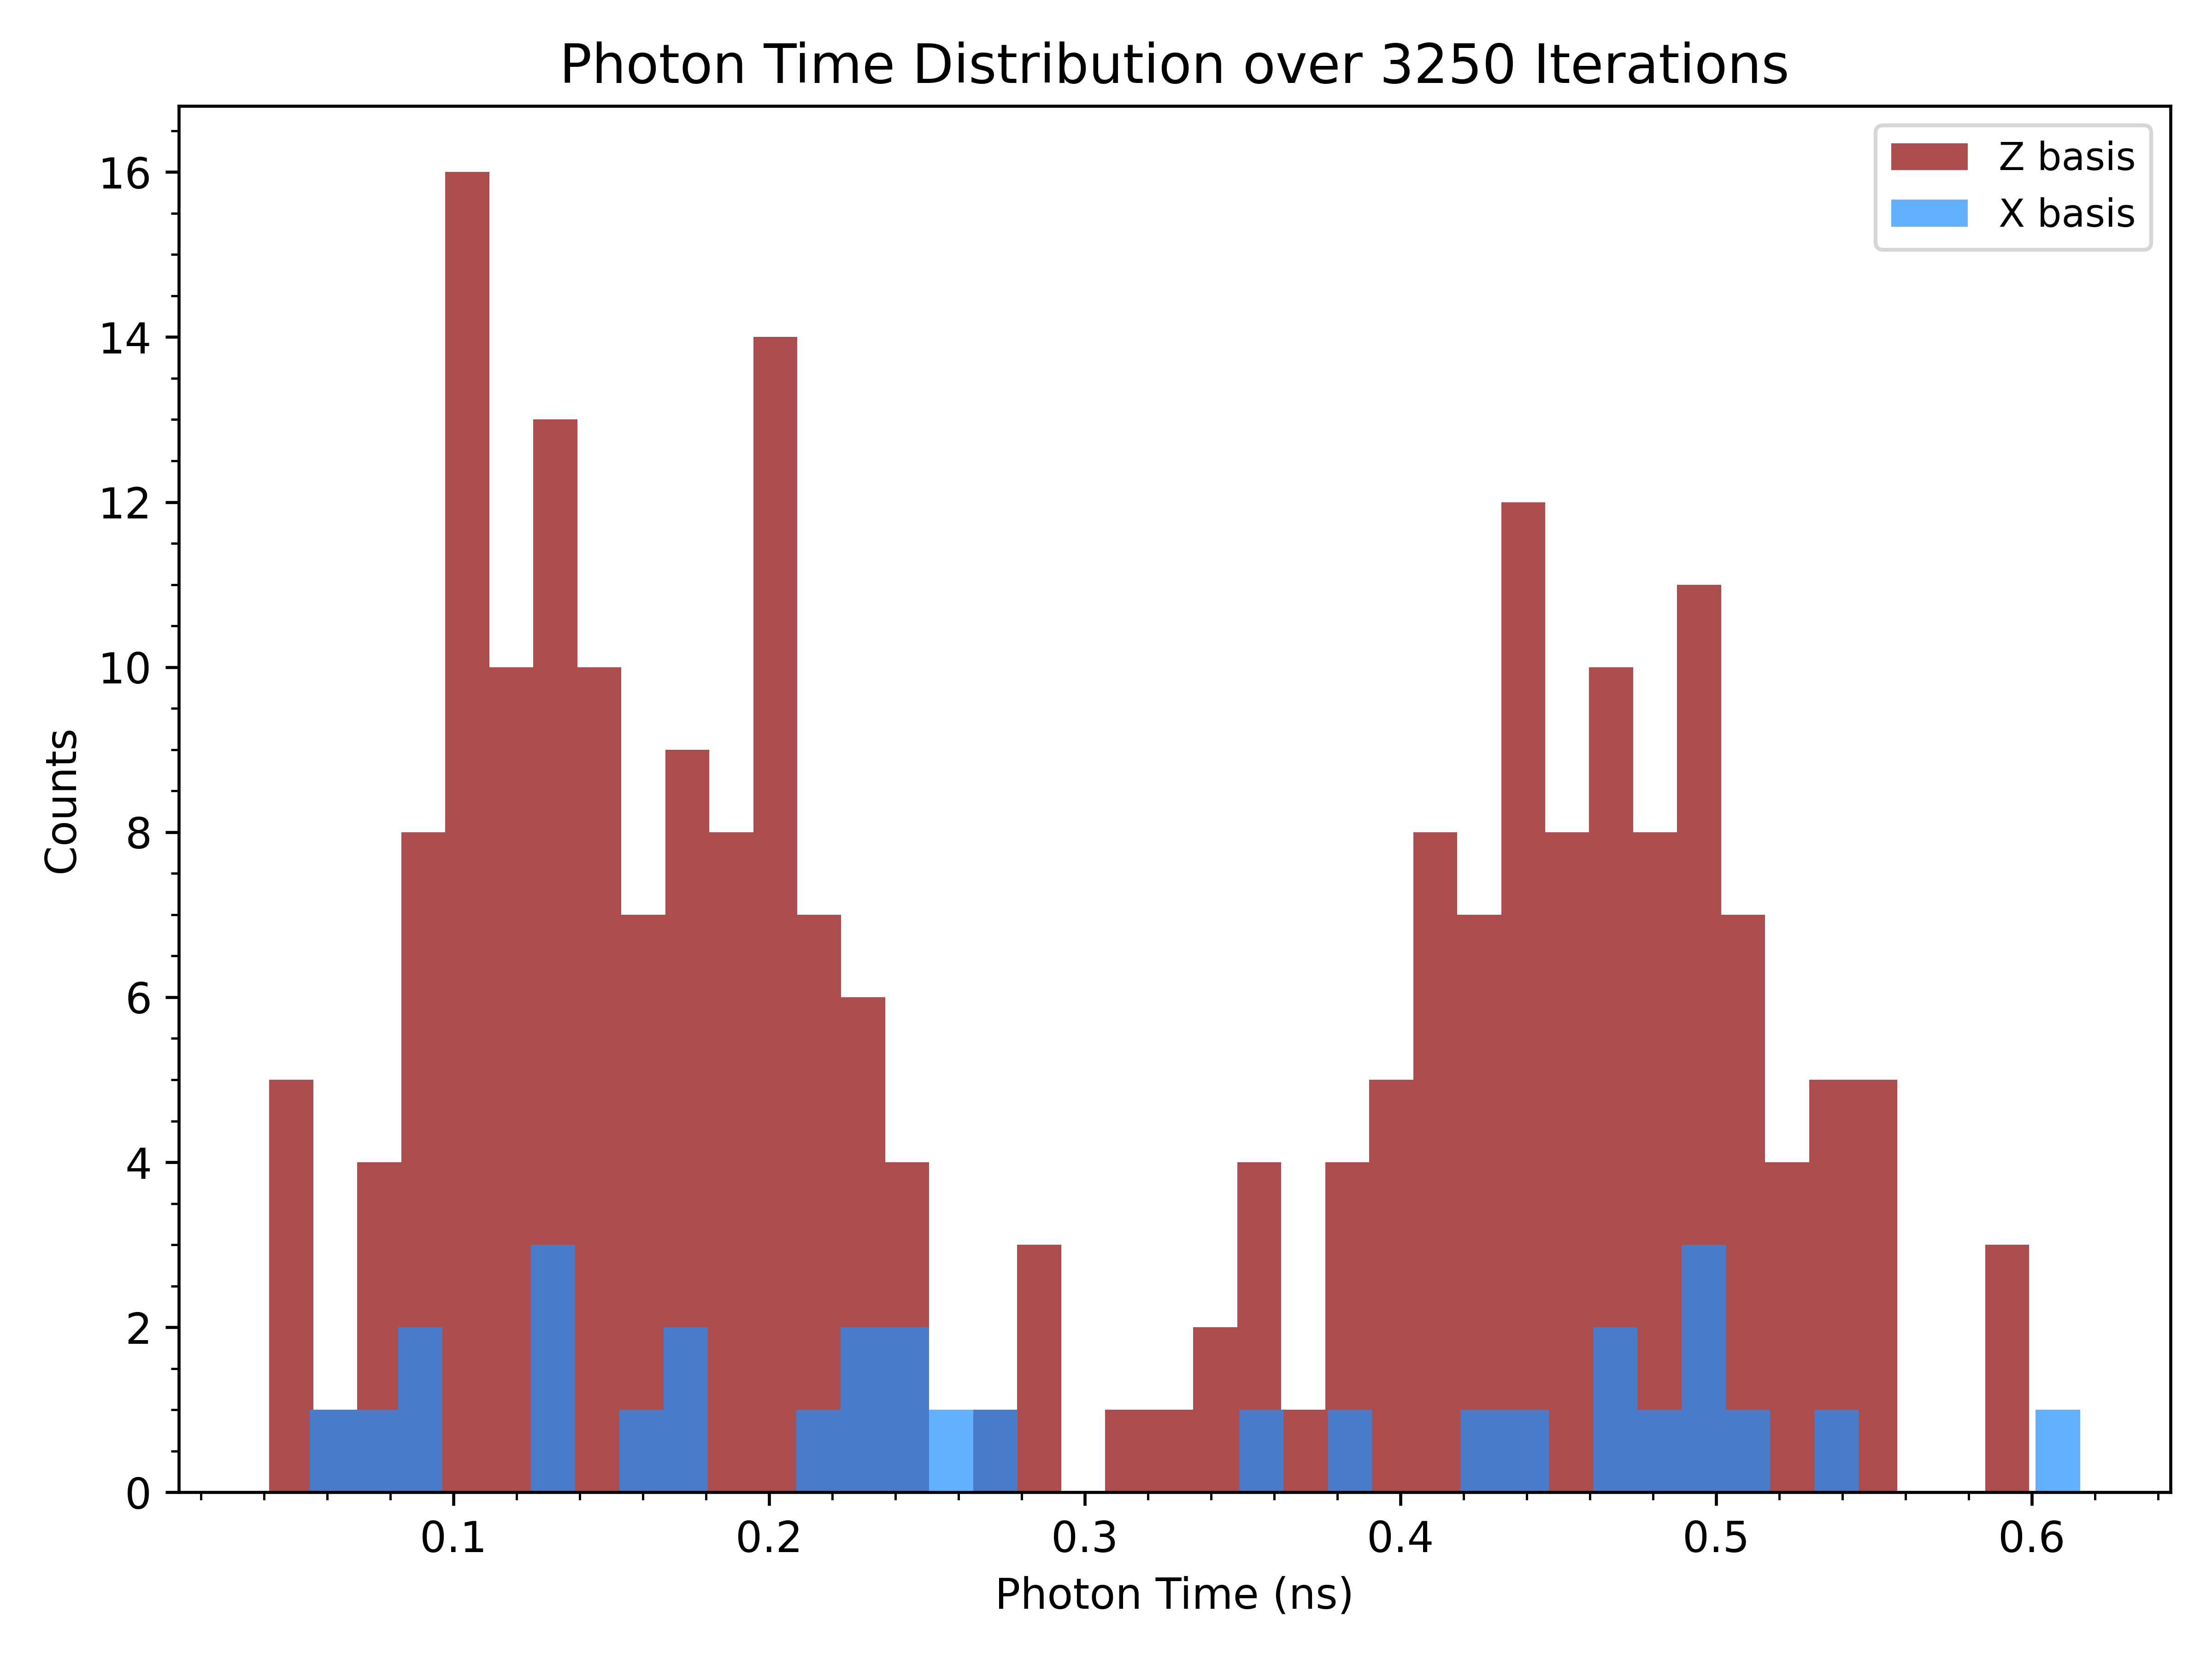 Photon Time Distribution over 3250 Iterations
Z basis
X basis
16
14
12
10
8
6
4
2
0
Counts
0.1 0.2 0.3 0.4 0.5 0.6
Photon Time (ns)